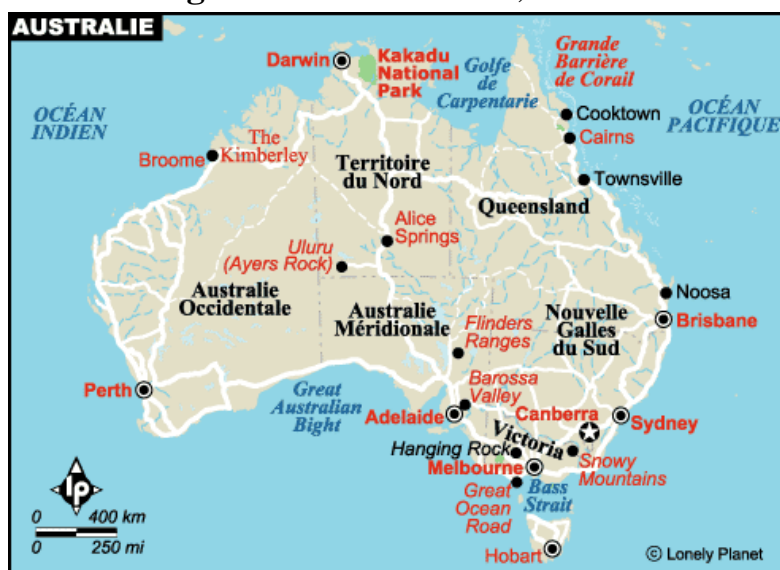 AUSTRALIE
Darwin
Kakadu
National
Park
Golfe
de
Carpentarie
Grande
Barrière
de Corail
OCÉAN
INDIEN
OCÉAN
PACIFIQUE
Cooktown
Cairns
The
Kimberley
Broome
Territoire
du Nord
Townsville
Queensland
Alice
Springs
Uluru
(Ayers Rock)
Australie
Occidentale
Australie
Méridionale
Nouvelle
Galles
du Sud
Noosa
Brisbane
Flinders
Ranges
Perth
Great
Australian
Bight
Barossa
Valley
Adelaide
Canberra
Sydney
Victoria
Hanging Rock
Melbourne
Snowy
Mountains
Great
Ocean
Road
Bass
Strait
Hobart
lp
0 400 km
0 250 mi
© Lonely Planet